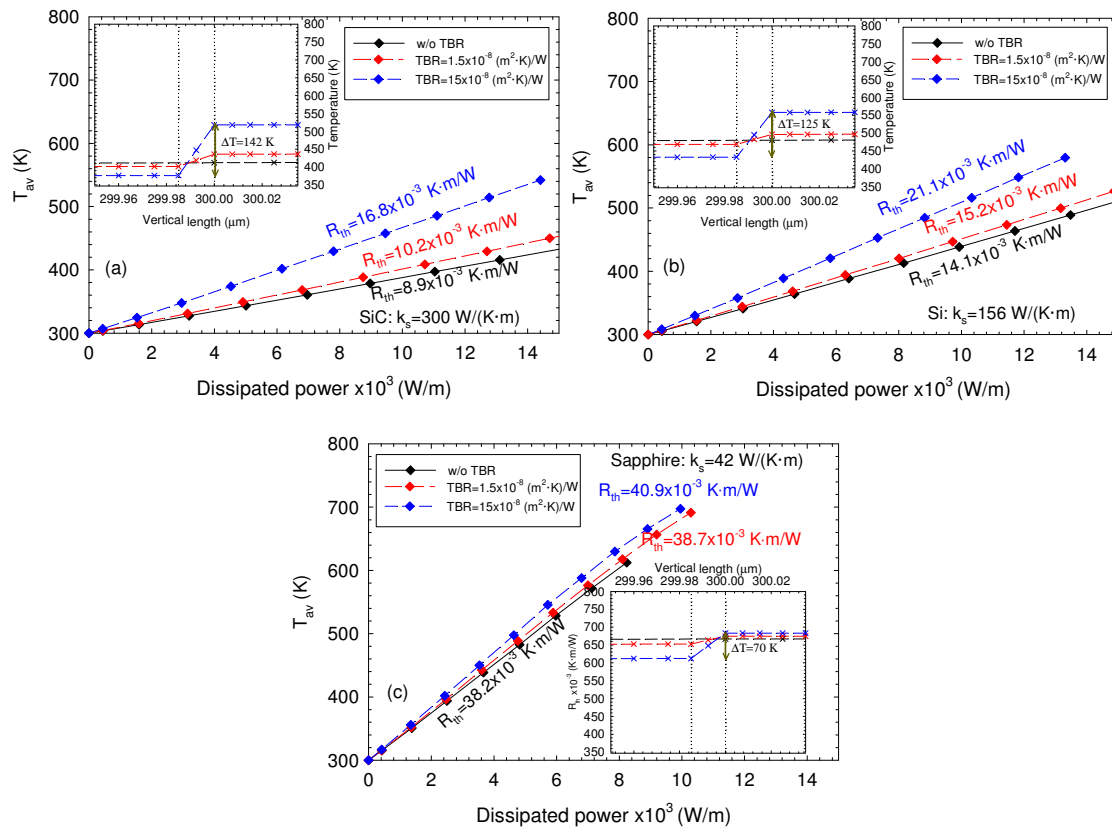 (a)
800
700
600
500
400
300
T_av (K)
w/o TBR
TBR=1.5x10^-8 (m²·K)/W
TBR=15x10^-8 (m²·K)/W
800
750
700
650
600
550
500
450
400
350
Temperature (K)
ΔT=142 K
299.96 299.98 300.00 300.02
Vertical length (μm)
R_th=16.8x10^-3 K·m/W
R_th=10.2x10^-3 K·m/W
R_th=8.9x10^-3 K·m/W
(a)
SiC: k_s=300 W/(K·m)
0 2 4 6 8 10 12 14
Dissipated power x10^3 (W/m)
800
700
600
500
400
300
T_av (K)
w/o TBR
TBR=1.5x10^-8 (m²·K)/W
TBR=15x10^-8 (m²·K)/W
800
750
700
650
600
550
500
450
400
350
Temperature (K)
ΔT=125 K
299.96 299.98 300.00 300.02
Vertical length (μm)
R_th=21.1x10^-3 K·m/W
R_th=15.2x10^-3 K·m/W
R_th=14.1x10^-3 K·m/W
(b)
Si: k_s=156 W/(K·m)
0 2 4 6 8 10 12 14
Dissipated power x10^3 (W/m)
800
700
600
500
400
300
T_av (K)
w/o TBR
TBR=1.5x10^-8 (m²·K)/W
TBR=15x10^-8 (m²·K)/W
Sapphire: k_s=42 W/(K·m)
R_th=40.9x10^-3 K·m/W
R_th=38.7x10^-3 K·m/W
R_th=38.2x10^-3 K·m/W
Vertical length (μm)
299.96 299.98 300.00 300.02
800
750
700
650
600
550
500
450
400
350
R_th x10^-3 (K·m/W)
ΔT=70 K
(c)
0 2 4 6 8 10 12 14
Dissipated power x10^3 (W/m)